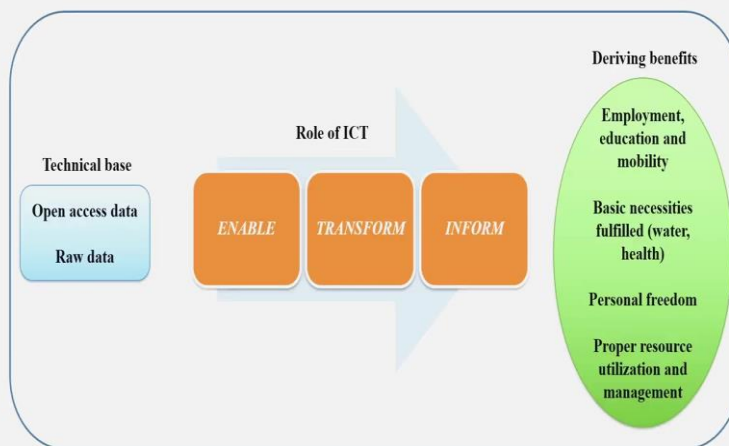 Technical base
Open access data
Raw data
Role of ICT
ENABLE
TRANSFORM
INFORM
Deriving benefits
Employment,
education and
mobility
Basic necessities
fulfilled (water,
health)
Personal freedom
Proper resource
utilization and
management